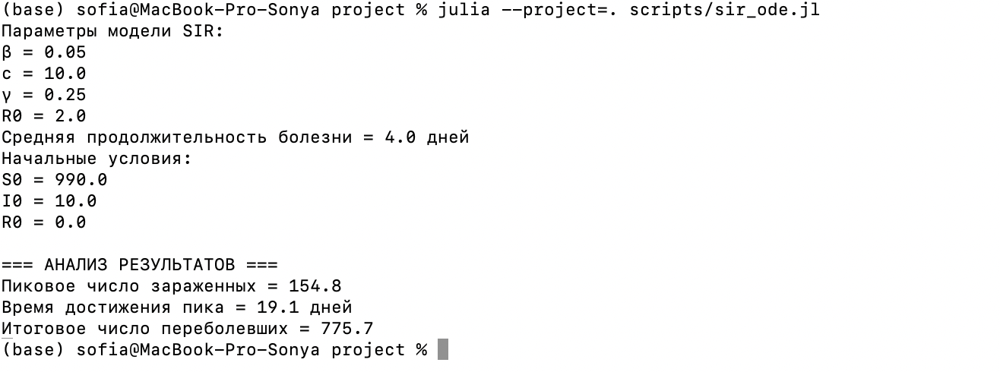 (base) sofia@MacBook-Pro-Sonya project % julia --project=. scripts/sir_ode.jl
Параметры модели SIR:
β = 0.05
c = 10.0
γ = 0.25
R0 = 2.0
Средняя продолжительность болезни = 4.0 дней
Начальные условия:
S0 = 990.0
I0 = 10.0
R0 = 0.0
=== АНАЛИЗ РЕЗУЛЬТАТОВ ===
Пиковое число зараженных = 154.8
Время достижения пика = 19.1 дней
Итоговое число переболевших = 775.7
(base) sofia@MacBook-Pro-Sonya project %